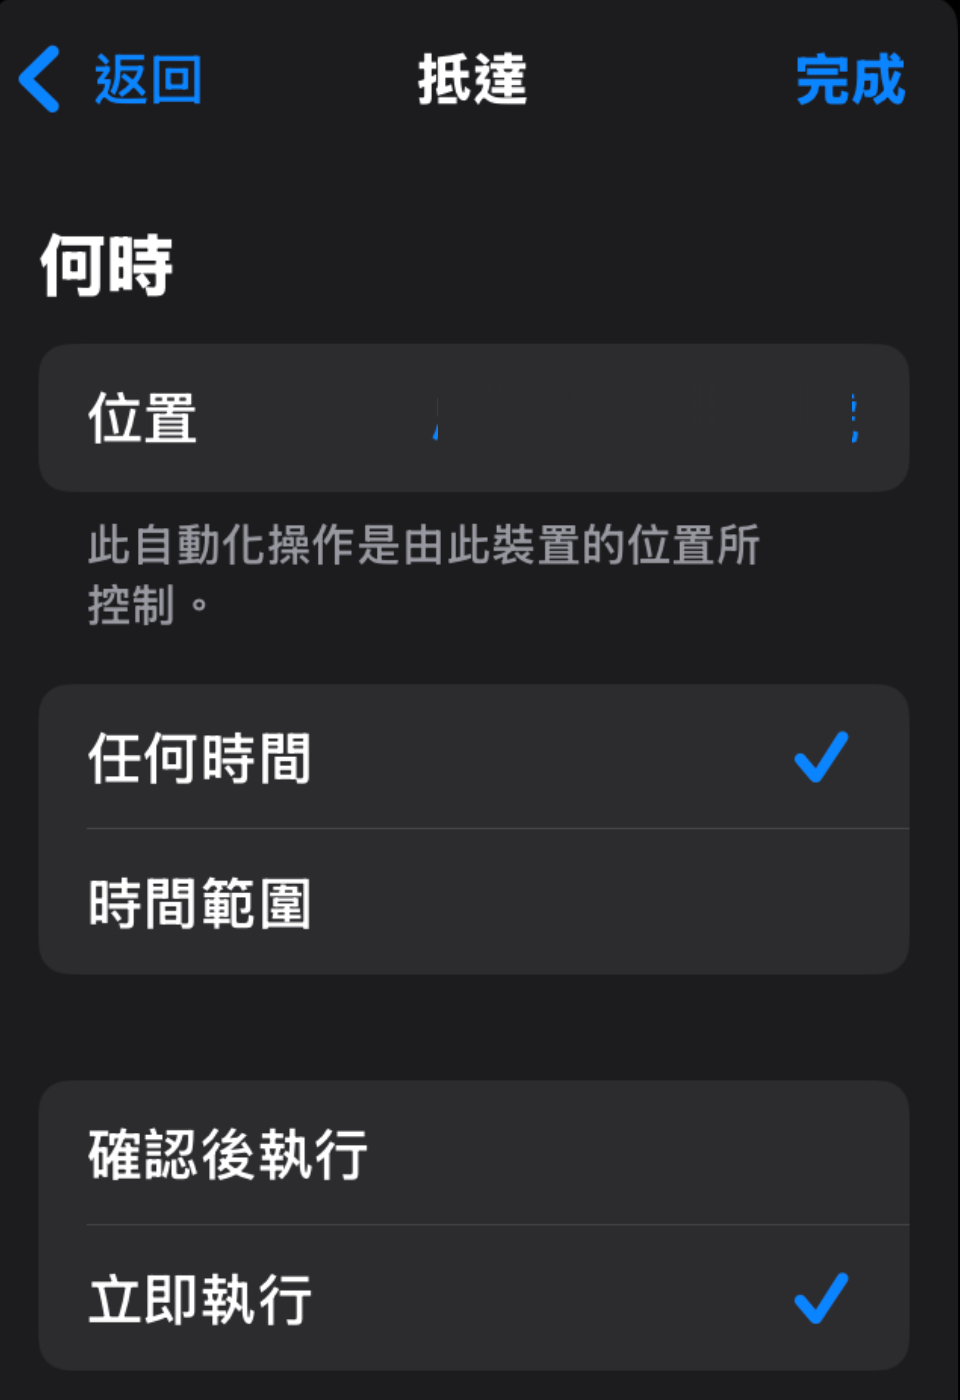 返回
抵達
完成
何時
位置
此自動化操作是由此裝置的位置所
控制。
任何時間
時間範圍
確認後執行
立即執行